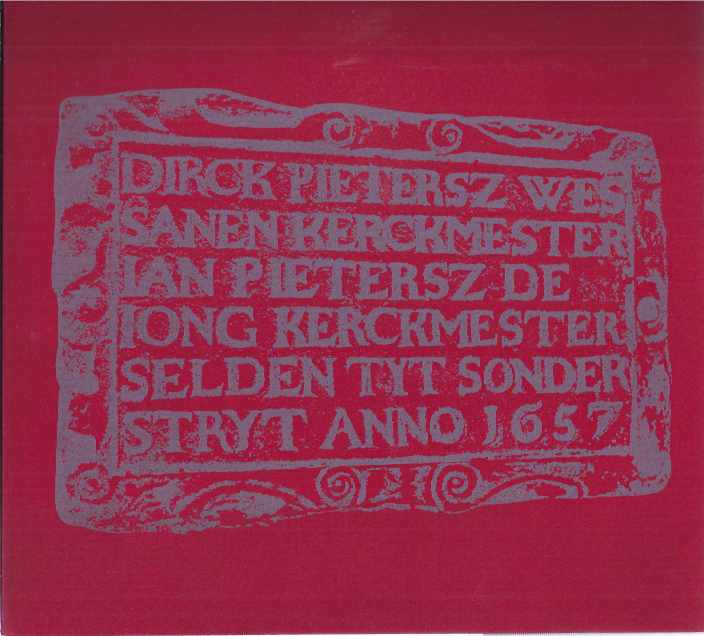 DIRCK PIETERSZ WES
SANEN KERCKMESTER
IAN PIETERSZ DE
IONG KERCKMESTER
SELDEN TYT SONDER
STRYT ANNO 1657